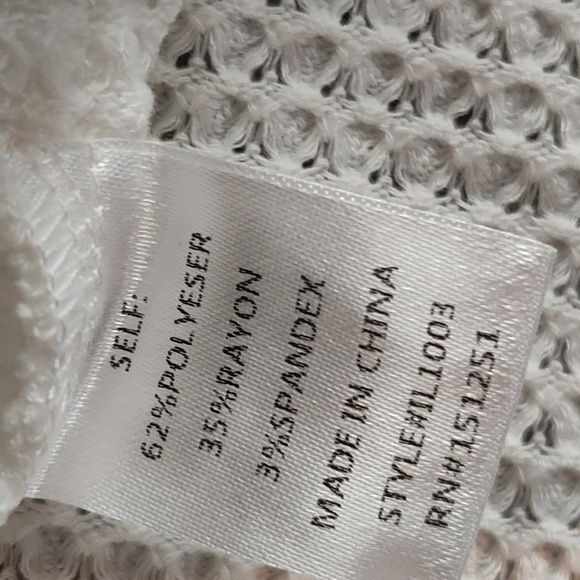 SELF:
62%POLYESER
35%RAYON
3%SPANDEX
MADE IN CHINA
STYLE#IL1003
RN#151251